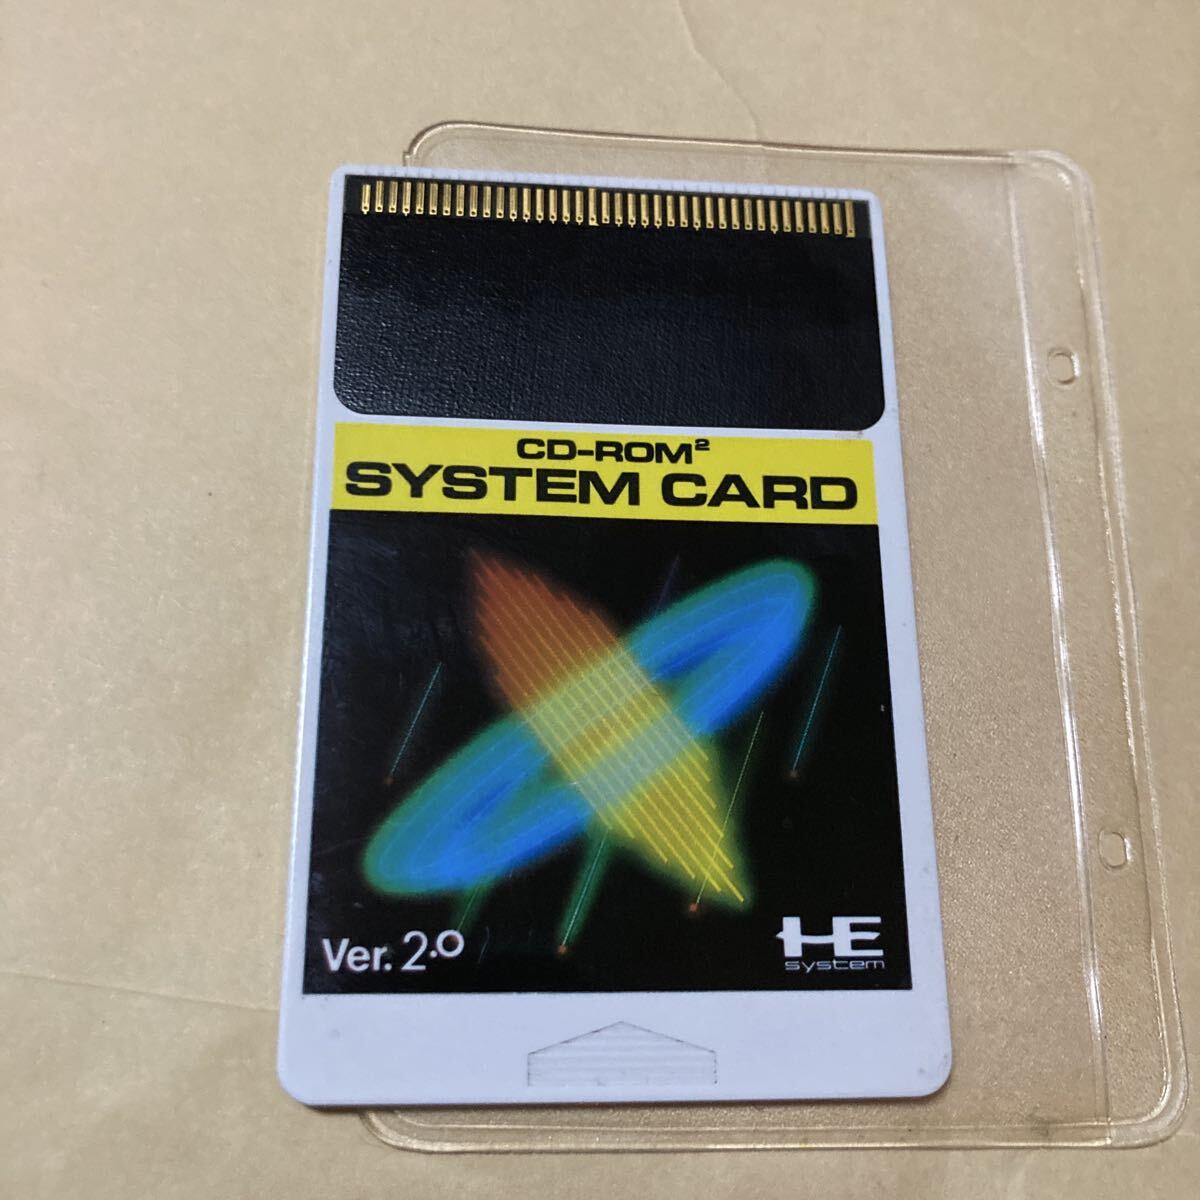 CD-ROM²
SYSTEM CARD
Ver. 2.0
HE
system